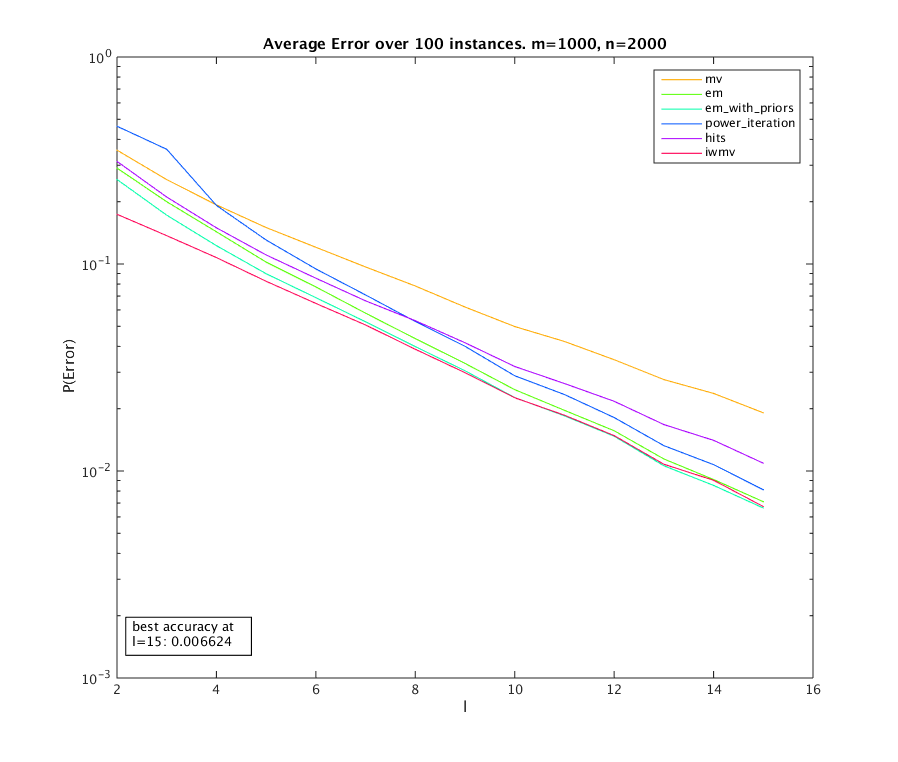 Average Error over 100 instances. m=1000, n=2000
10^0
10^-1
10^-2
10^-3
P(Error)
mv
em
em_with_priors
power_iteration
hits
iwmv
best accuracy at
l=15: 0.006624
2 4 6 8 10 12 14 16
l